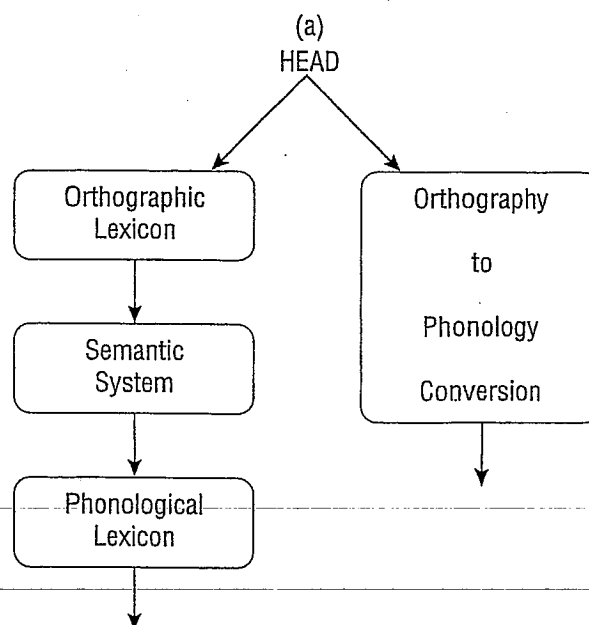 (a)
HEAD
Orthographic
Lexicon
Semantic
System
Phonological
Lexicon
Orthography
to
Phonology
Conversion